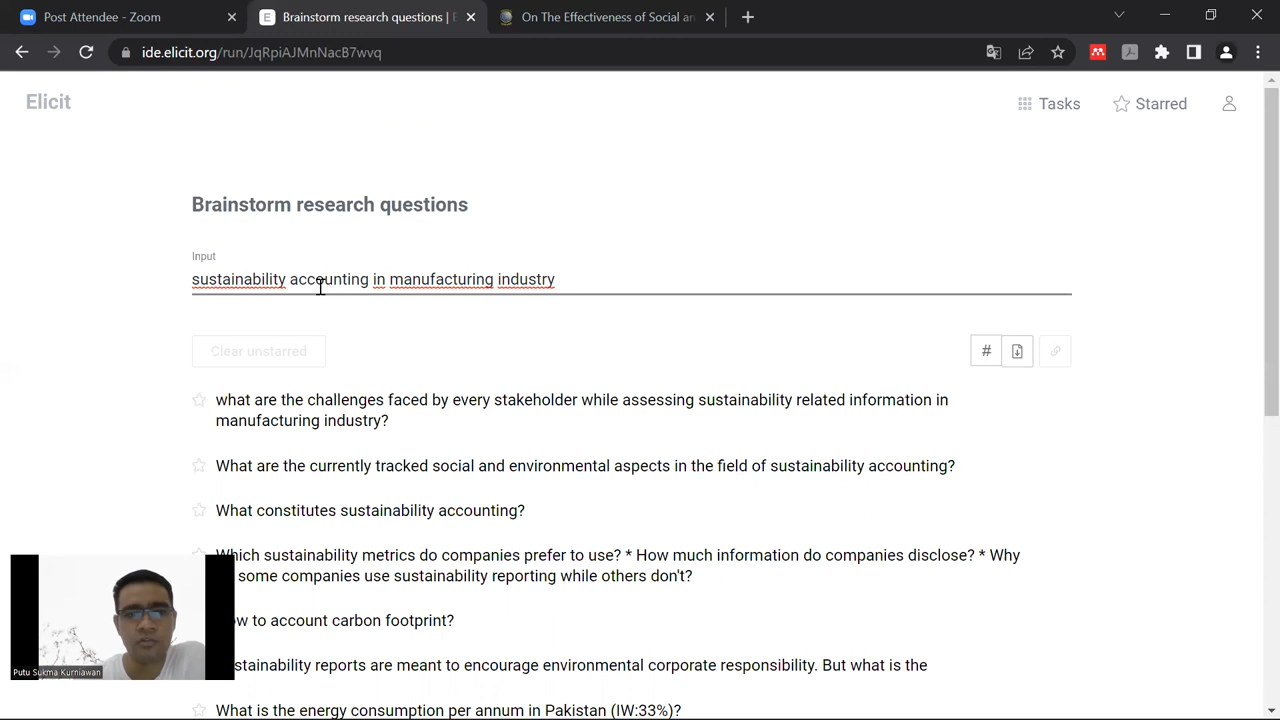 Post Attendee - Zoom
Brainstorm research questions | E
On The Effectiveness of Social an
ide.elicit.org/run/JqRpiAJMnNacB7wvq
Elicit
Tasks
Starred
Brainstorm research questions
Input
sustainability accounting in manufacturing industry
Clear unstarred
#
what are the challenges faced by every stakeholder while assessing sustainability related information in
manufacturing industry?
What are the currently tracked social and environmental aspects in the field of sustainability accounting?
What constitutes sustainability accounting?
Which sustainability metrics do companies prefer to use? * How much information do companies disclose? * Why
some companies use sustainability reporting while others don't?
ow to account carbon footprint?
stainability reports are meant to encourage environmental corporate responsibility. But what is the
What is the energy consumption per annum in Pakistan (IW:33%)?
Putu Sukma Kurniawan